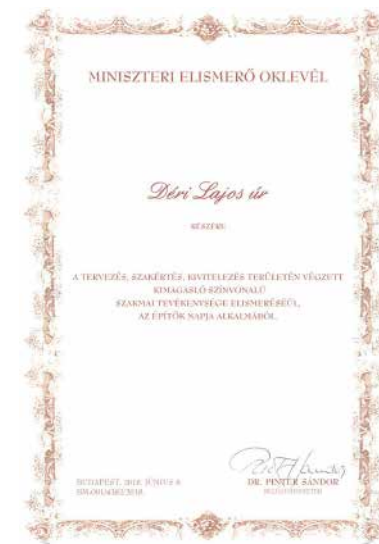 MINISZTERI ELISMERŐ OKLEVÉL
Déri Lajos úr
RÉSZÉRE
A TERVEZÉS, SZAKÉRTÉS, KIVITELEZÉS TERÜLETÉN VÉGZETT
KIMAGASLÓ SZÍNVONALÚ
SZAKMAI TEVÉKENYSÉGE ELISMERÉSÉÜL,
AZ ÉPÍTŐK NAPJA ALKALMÁBÓL.
BUDAPEST, 2018. JÚNIUS
DR. PINTÉR SÁNDOR
BELÜGYMINISZTER